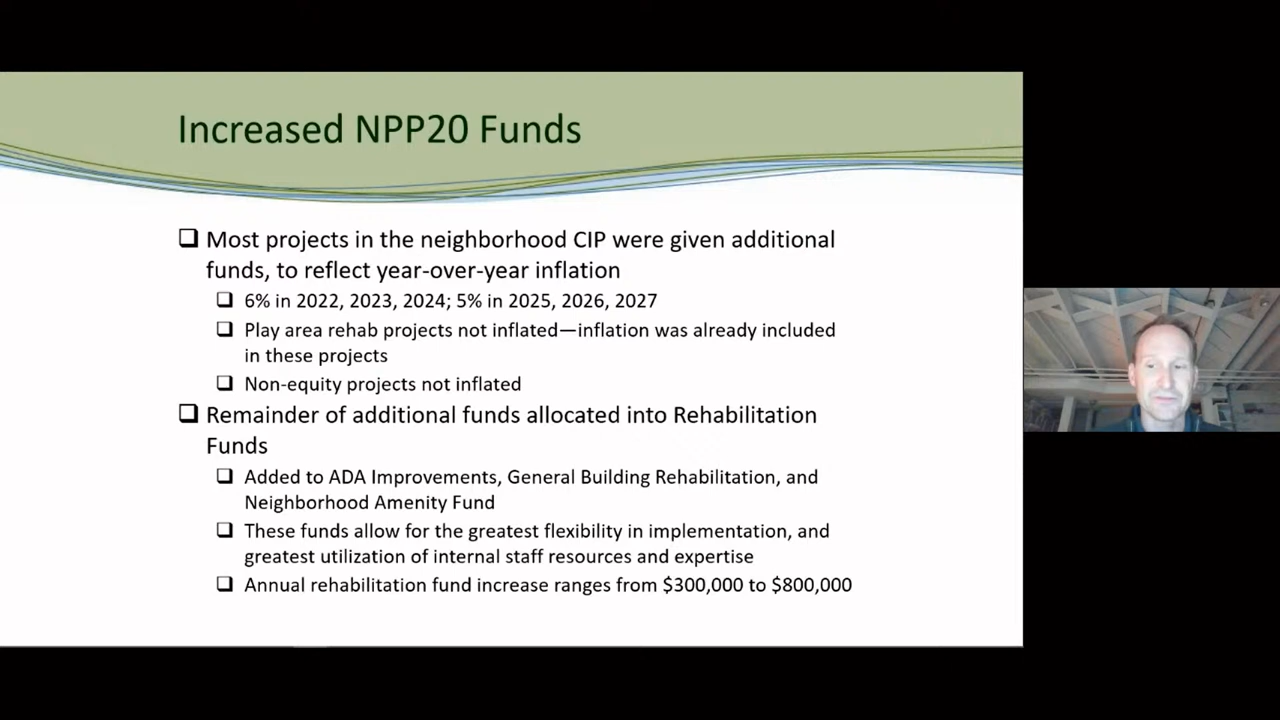 Increased NPP20 Funds
Most projects in the neighborhood CIP were given additional
funds, to reflect year-over-year inflation
6% in 2022, 2023, 2024; 5% in 2025, 2026, 2027
Play area rehab projects not inflated—inflation was already included
in these projects
Non-equity projects not inflated
Remainder of additional funds allocated into Rehabilitation
Funds
Added to ADA Improvements, General Building Rehabilitation, and
Neighborhood Amenity Fund
These funds allow for the greatest flexibility in implementation, and
greatest utilization of internal staff resources and expertise
Annual rehabilitation fund increase ranges from $300,000 to $800,000